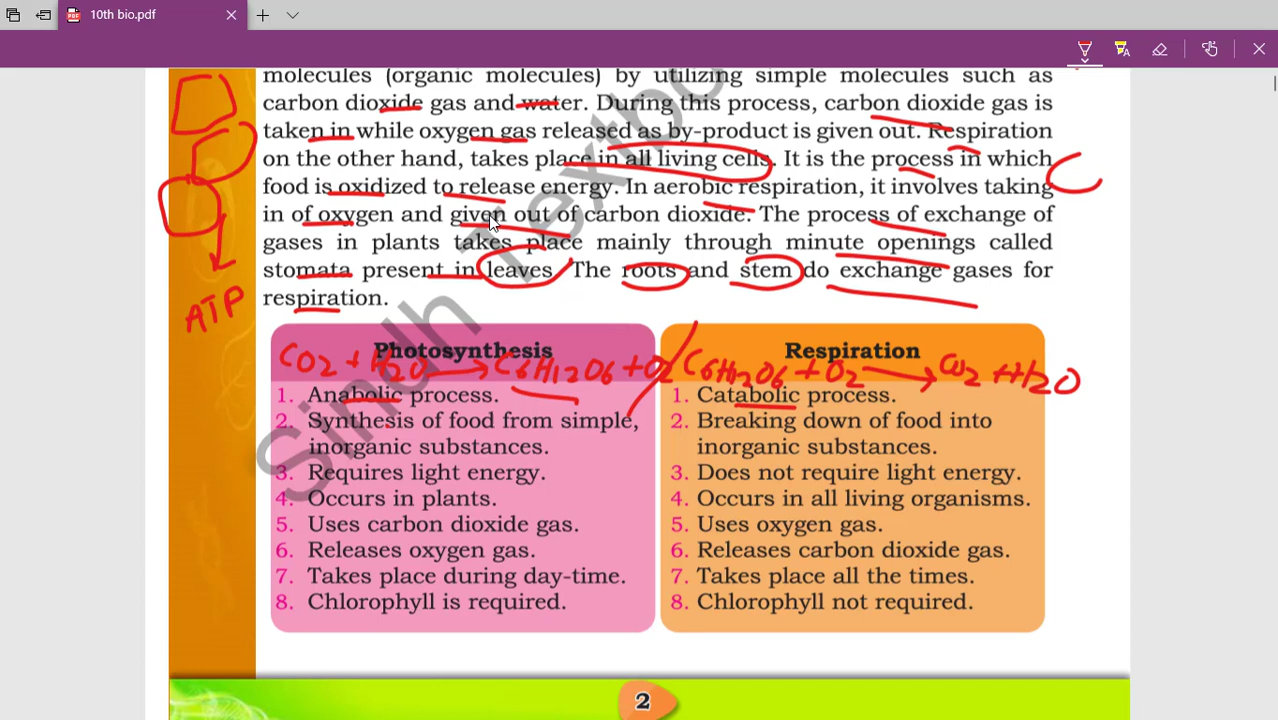 10th bio.pdf
molecules (organic molecules) by utilizing simple molecules such as
carbon dioxide gas and water. During this process, carbon dioxide gas is
taken in while oxygen gas released as by-product is given out. Respiration
on the other hand, takes place in all living cells. It is the process in which
food is oxidized to release energy. In aerobic respiration, it involves taking
in of oxygen and given out of carbon dioxide. The process of exchange of
gases in plants takes place mainly through minute openings called
stomata present in leaves. The roots and stem do exchange gases for
respiration.
ATP
Photosynthesis
CO2 + H2O → C6H12O6 + O2
1. Anabolic process.
2. Synthesis of food from simple,
inorganic substances.
3. Requires light energy.
4. Occurs in plants.
5. Uses carbon dioxide gas.
6. Releases oxygen gas.
7. Takes place during day-time.
8. Chlorophyll is required.
Respiration
C6H12O6 + O2 → CO2 + H2O
1. Catabolic process.
2. Breaking down of food into
inorganic substances.
3. Does not require light energy.
4. Occurs in all living organisms.
5. Uses oxygen gas.
6. Releases carbon dioxide gas.
7. Takes place all the times.
8. Chlorophyll not required.
Sindh Textbo
2